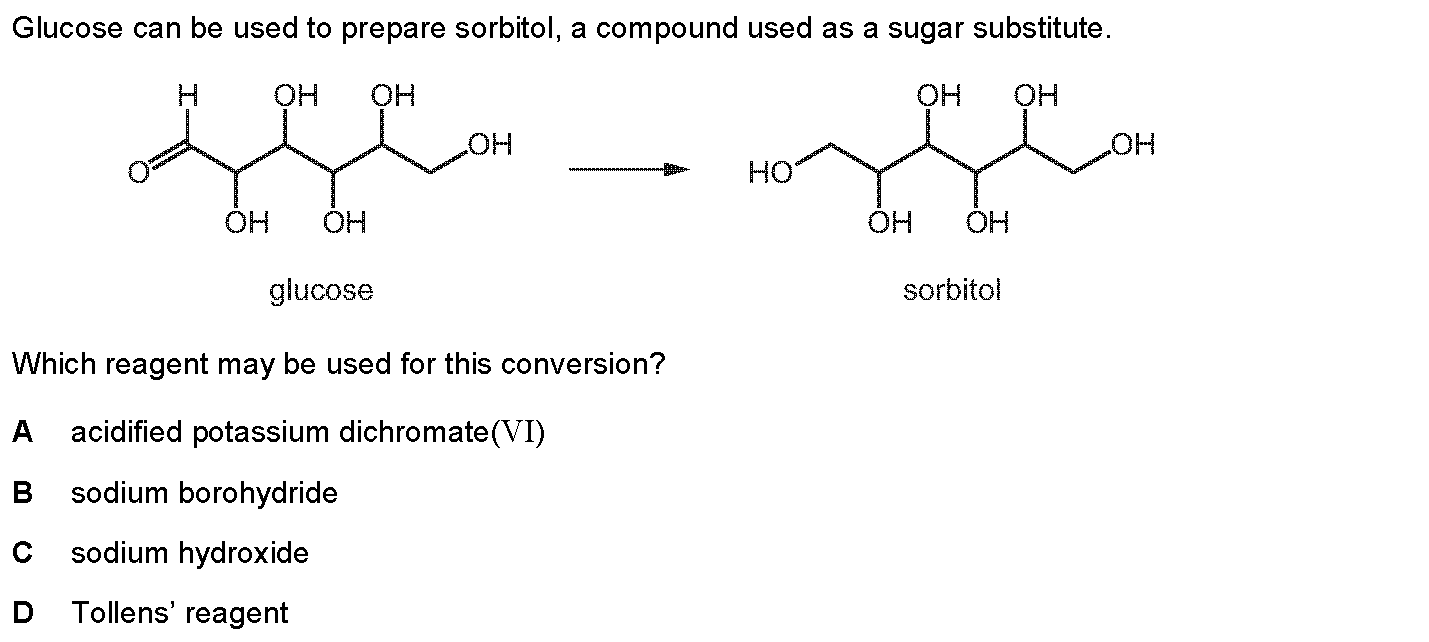 Glucose can be used to prepare sorbitol, a compound used as a sugar substitute.
H OH OH OH O OH OH
OH OH OH HO OH OH
glucose sorbitol
Which reagent may be used for this conversion?
A acidified potassium dichromate(VI)
B sodium borohydride
C sodium hydroxide
D Tollens’ reagent